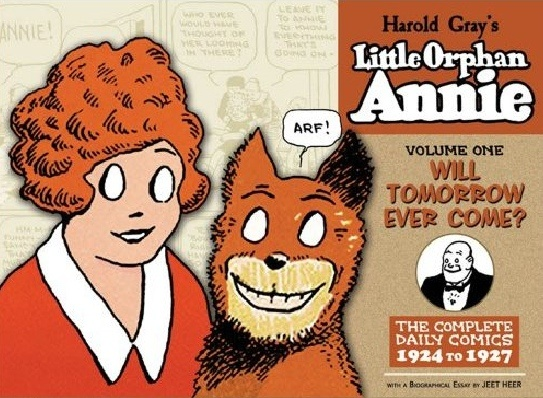 ANNIE!
WHO EVER
WOULD HAVE
THOUGHT OF
LOOKING
IN THERE?
LEAVE IT
TO ANNIE
TO KNOW
EVERYTHING
THAT'S
GOING ON-
ARF!
Harold Gray's
Little Orphan
Annie
VOLUME ONE
WILL
TOMORROW
EVER COME?
THE COMPLETE
DAILY COMICS
1924 TO 1927
WITH A BIOGRAPHICAL ESSAY BY JEET HEER